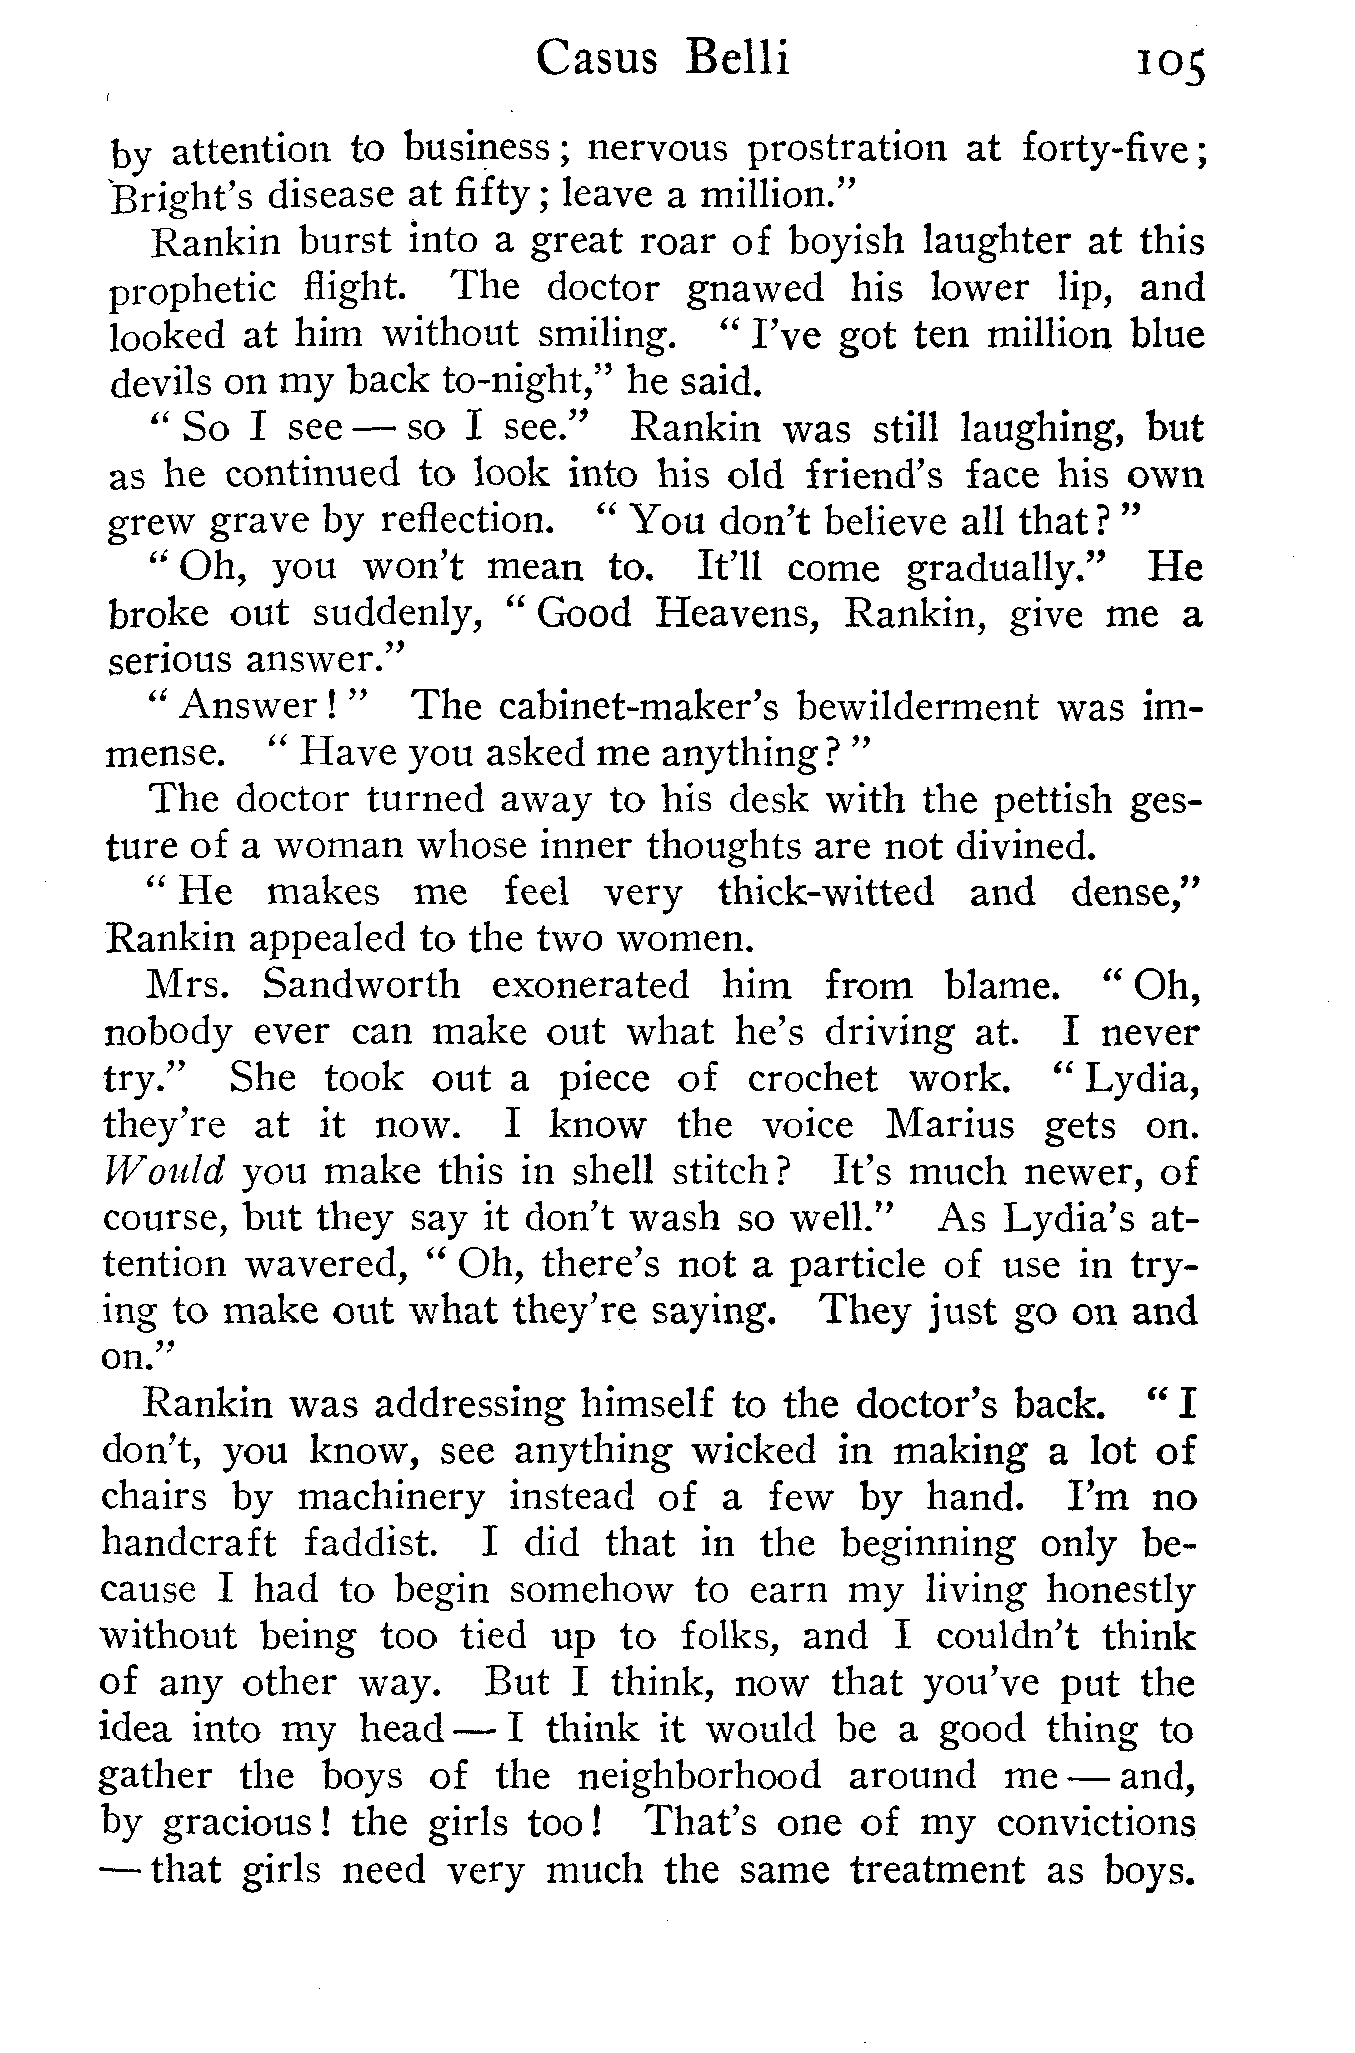 Casus Belli 105
by attention to business; nervous prostration at forty-five;
Bright's disease at fifty; leave a million."
Rankin burst into a great roar of boyish laughter at this
prophetic flight. The doctor gnawed his lower lip, and
looked at him without smiling. "I've got ten million blue
devils on my back to-night," he said.
"So I see — so I see." Rankin was still laughing, but
as he continued to look into his old friend's face his own
grew grave by reflection. "You don't believe all that?"
"Oh, you won't mean to. It'll come gradually." He
broke out suddenly, "Good Heavens, Rankin, give me a
serious answer."
"Answer!" The cabinet-maker's bewilderment was im-
mense. "Have you asked me anything?"
The doctor turned away to his desk with the pettish ges-
ture of a woman whose inner thoughts are not divined.
"He makes me feel very thick-witted and dense,"
Rankin appealed to the two women.
Mrs. Sandworth exonerated him from blame. "Oh,
nobody ever can make out what he's driving at. I never
try." She took out a piece of crochet work. "Lydia,
they're at it now. I know the voice Marius gets on.
Would you make this in shell stitch? It's much newer, of
course, but they say it don't wash so well." As Lydia's at-
tention wavered, "Oh, there's not a particle of use in try-
ing to make out what they're saying. They just go on and
on."
Rankin was addressing himself to the doctor's back. "I
don't, you know, see anything wicked in making a lot of
chairs by machinery instead of a few by hand. I'm no
handcraft faddist. I did that in the beginning only be-
cause I had to begin somehow to earn my living honestly
without being too tied up to folks, and I couldn't think
of any other way. But I think, now that you've put the
idea into my head — I think it would be a good thing to
gather the boys of the neighborhood around me — and,
by gracious! the girls too! That's one of my convictions
— that girls need very much the same treatment as boys.